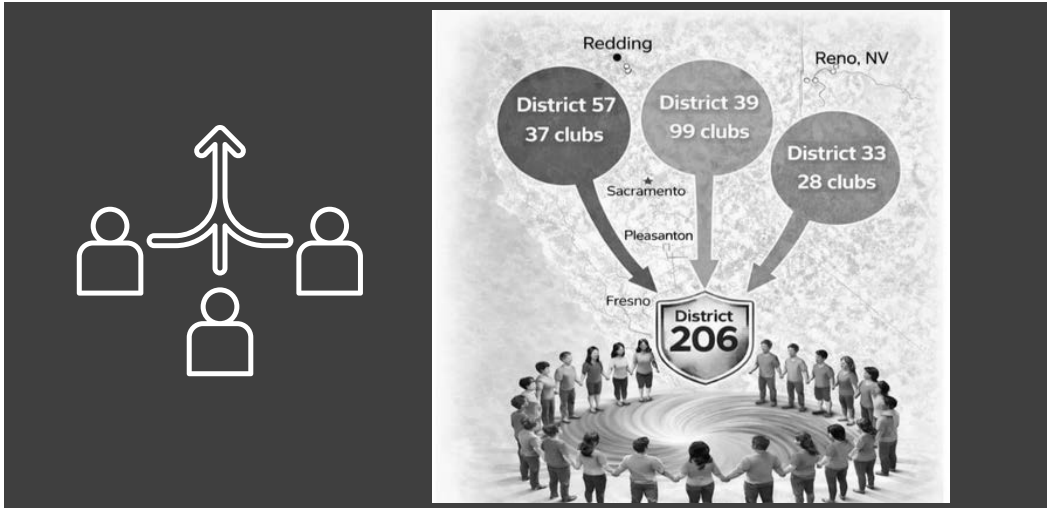 Redding
Reno, NV
District 57
37 clubs
District 39
99 clubs
District 33
28 clubs
Sacramento
Pleasanton
Fresno
District
206